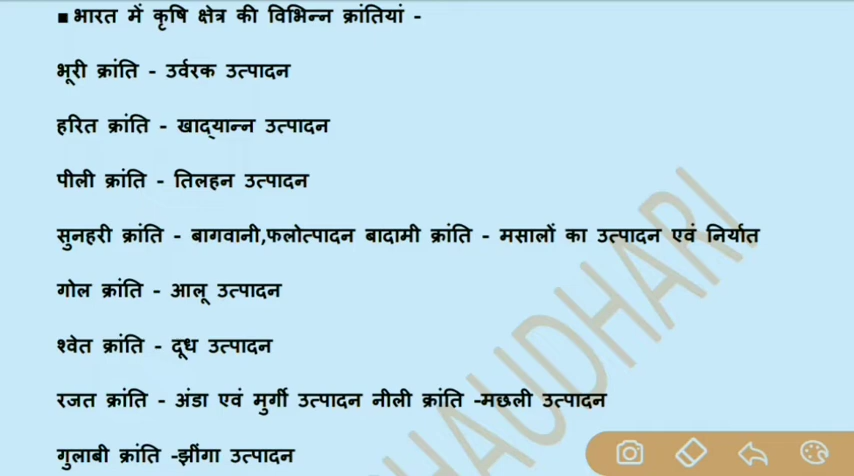 ■ भारत में कृषि क्षेत्र की विभिन्न क्रांतियां -
भूरी क्रांति - उर्वरक उत्पादन
हरित क्रांति - खाद्यान्न उत्पादन
पीली क्रांति - तिलहन उत्पादन
सुनहरी क्रांति - बागवानी,फलोत्पादन बादामी क्रांति - मसालों का उत्पादन एवं निर्यात
गोल क्रांति - आलू उत्पादन
श्वेत क्रांति - दूध उत्पादन
रजत क्रांति - अंडा एवं मुर्गी उत्पादन नीली क्रांति -मछली उत्पादन
गुलाबी क्रांति -झींगा उत्पादन
CHAUDHARI